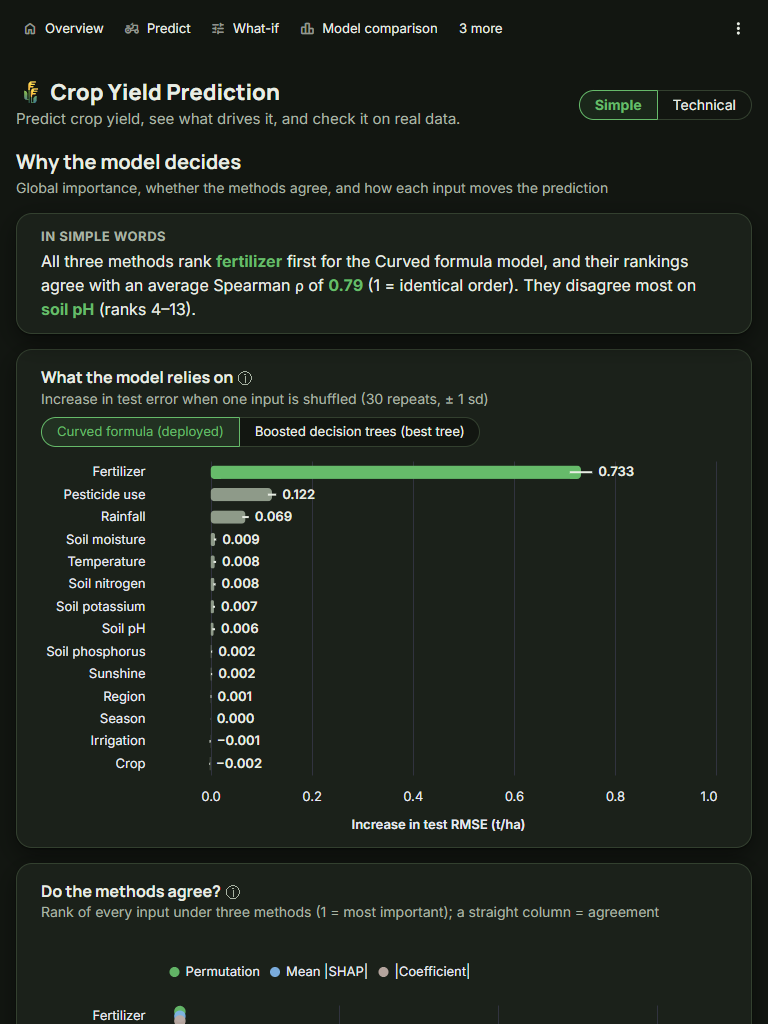 Overview Predict What-if Model comparison 3 more
Crop Yield Prediction
Predict crop yield, see what drives it, and check it on real data.
Simple Technical
Why the model decides
Global importance, whether the methods agree, and how each input moves the prediction
IN SIMPLE WORDS
All three methods rank fertilizer first for the Curved formula model, and their rankings
agree with an average Spearman ρ of 0.79 (1 = identical order). They disagree most on
soil pH (ranks 4–13).
What the model relies on ⓘ
Increase in test error when one input is shuffled (30 repeats, ± 1 sd)
Curved formula (deployed) Boosted decision trees (best tree)
Fertilizer 0.733
Pesticide use 0.122
Rainfall 0.069
Soil moisture 0.009
Temperature 0.008
Soil nitrogen 0.008
Soil potassium 0.007
Soil pH 0.006
Soil phosphorus 0.002
Sunshine 0.002
Region 0.001
Season 0.000
Irrigation −0.001
Crop −0.002
0.0 0.2 0.4 0.6 0.8 1.0
Increase in test RMSE (t/ha)
Do the methods agree? ⓘ
Rank of every input under three methods (1 = most important); a straight column = agreement
Permutation Mean |SHAP| |Coefficient|
Fertilizer